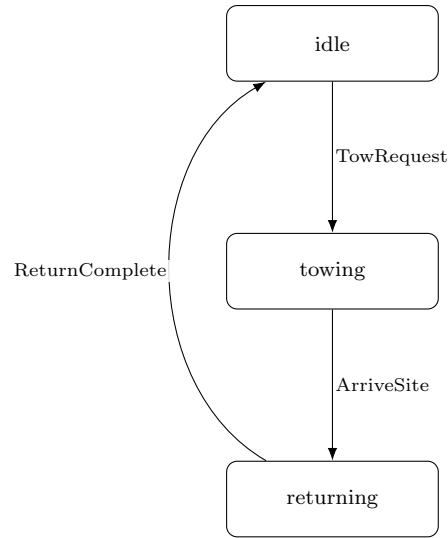 idle
TowRequest
towing
ReturnComplete
ArriveSite
returning